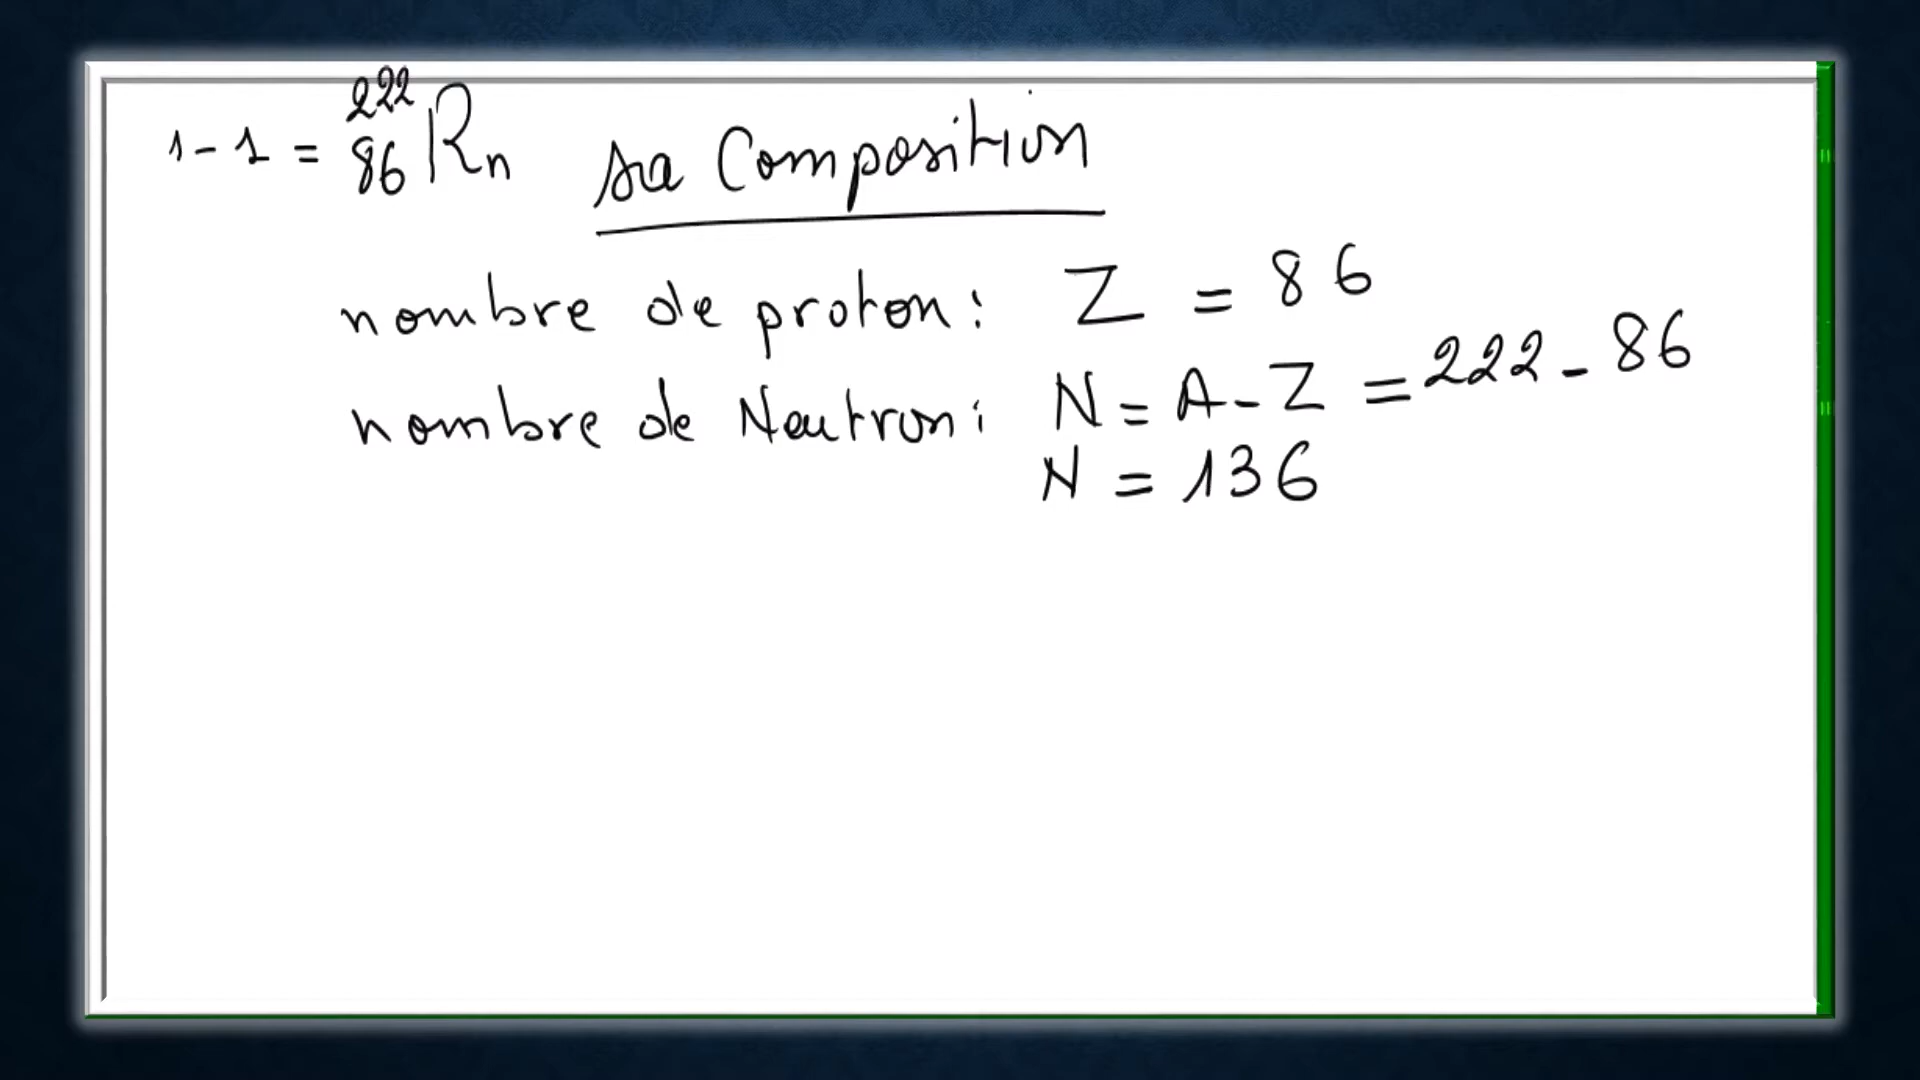 1-1 = ²²²₈₆Rn sa Composition
nombre de proton : Z = 86
nombre de Neutron : N = A - Z = 222 - 86
N = 136